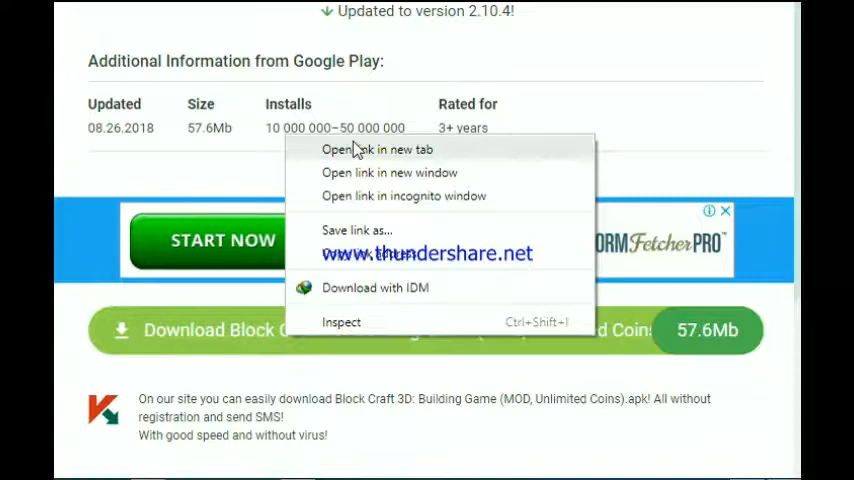 Updated to version 2.10.4!
Additional Information from Google Play:
Updated Size Installs Rated for
08.26.2018 57.6Mb 10 000 000–50 000 000 3+ years
Open link in new tab
Open link in new window
Open link in incognito window
START NOW
Save link as...
ORMFetcherPRO™
www.thundershare.net
Download with IDM
Inspect Ctrl+Shift+I
Download Block C
ed Coins 57.6Mb
On our site you can easily download Block Craft 3D: Building Game (MOD, Unlimited Coins).apk! All without
registration and send SMS!
With good speed and without virus!